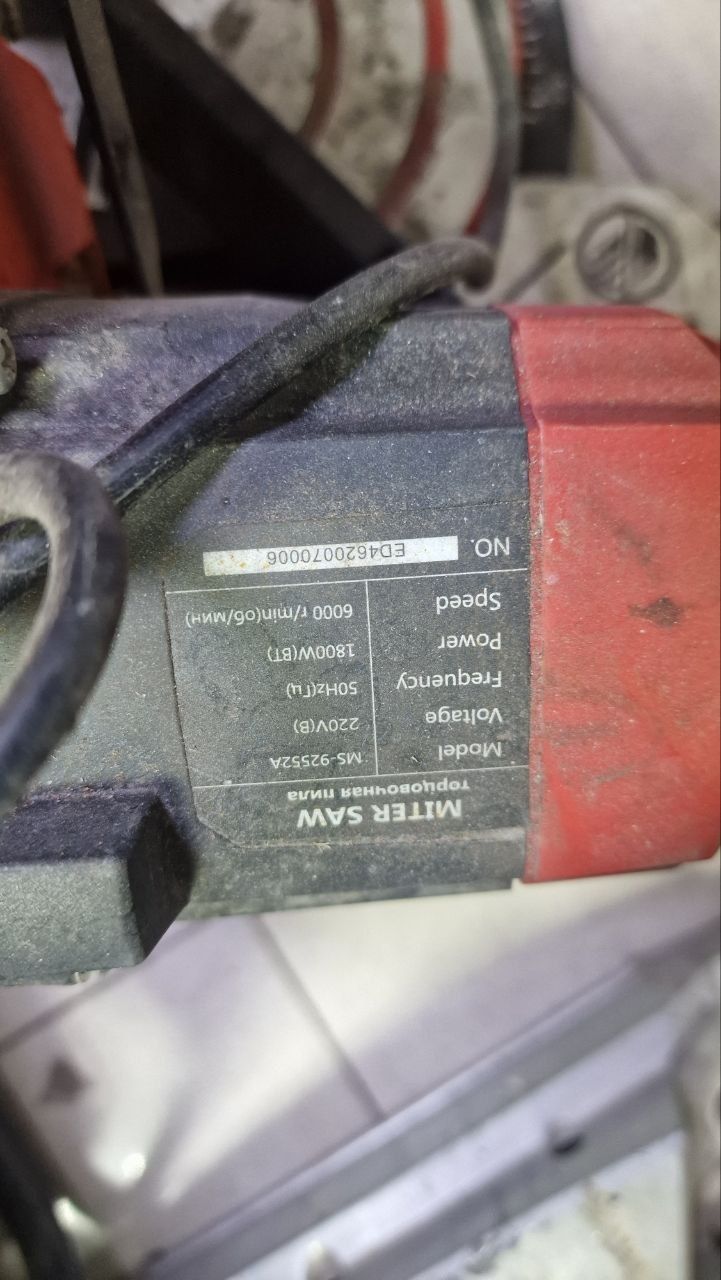 MITER SAW
торцовочная пила
Model MS-92552A
Voltage 220V(В)
Frequency 50Hz(Гц)
Power 1800W(ВТ)
Speed 6000 r/min(об/мин)
NO. ED4620070006